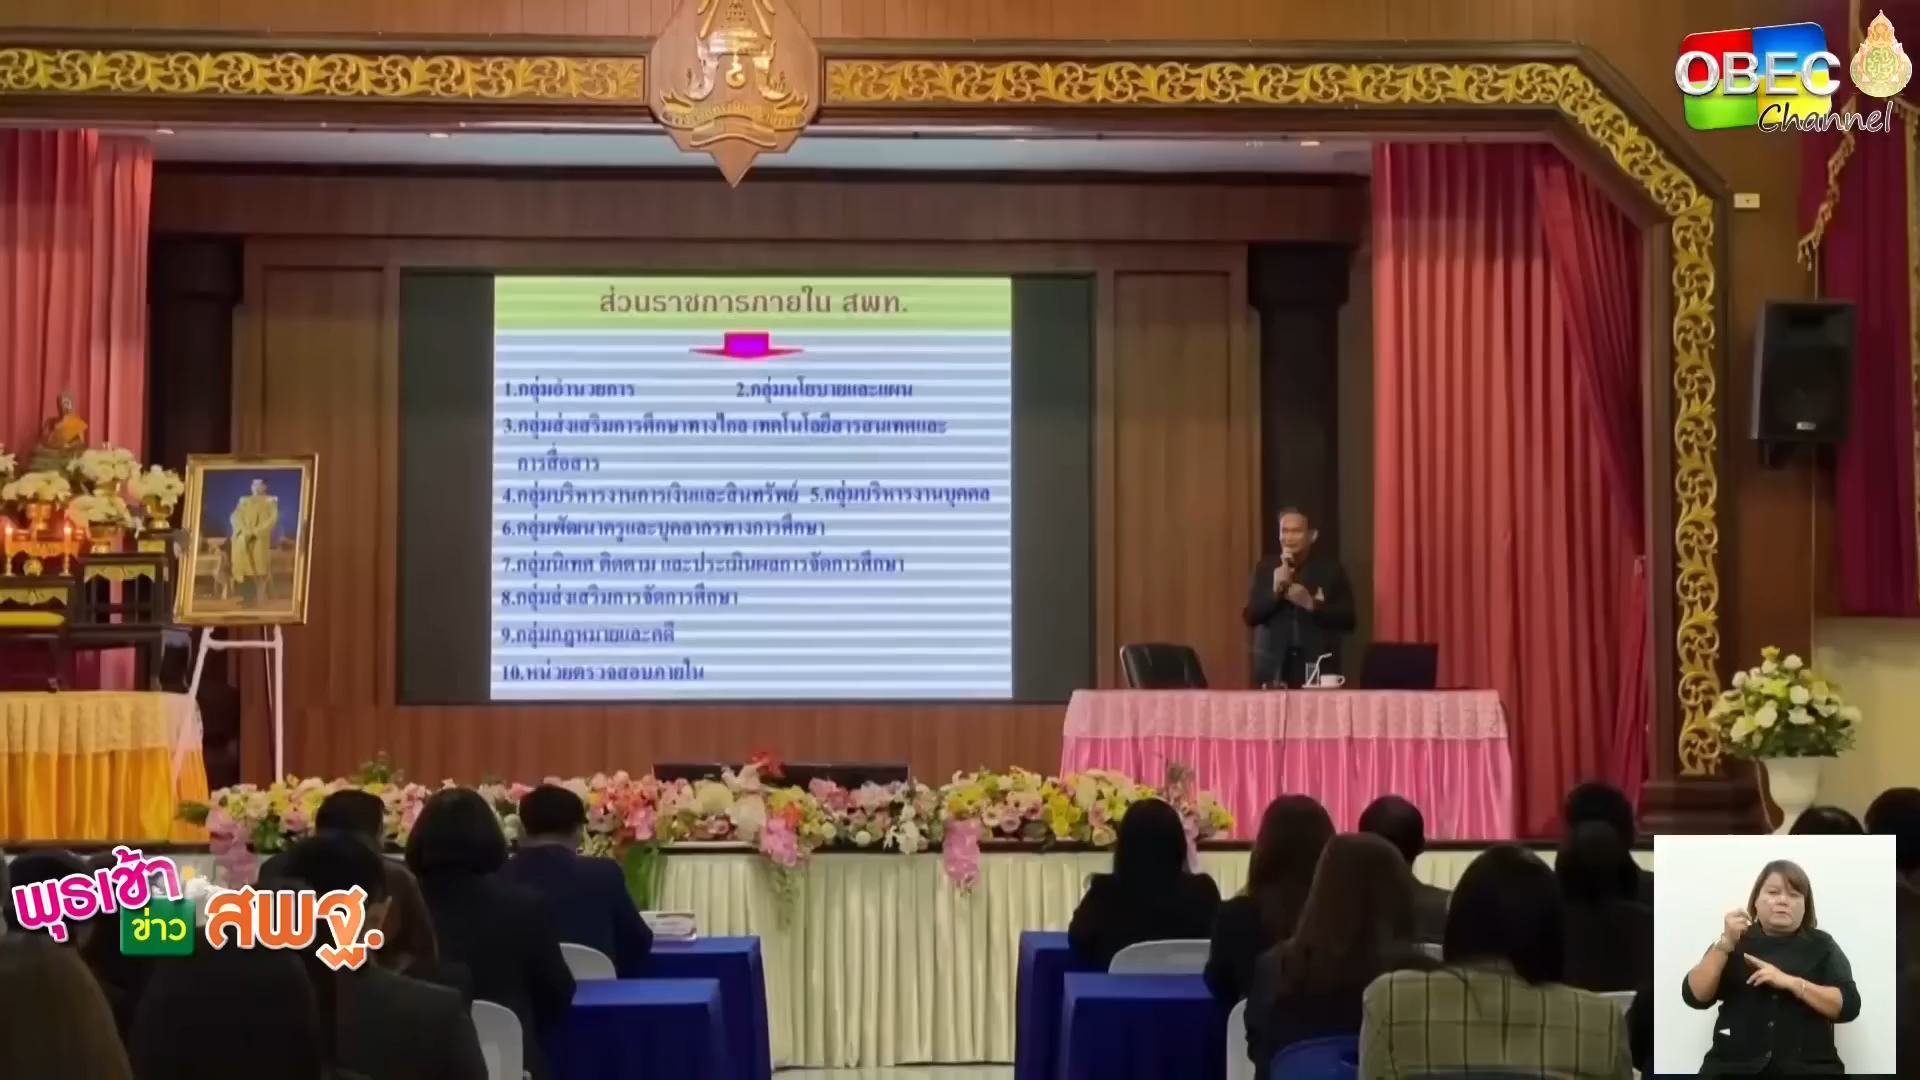 OBEC
Channel
ส่วนราชการภายใน สพท.
1.กลุ่มอำนวยการ 2.กลุ่มนโยบายและแผน
3.กลุ่มส่งเสริมการศึกษาทางไกล เทคโนโลยีสารสนเทศและ
การสื่อสาร
4.กลุ่มบริหารงานการเงินและสินทรัพย์ 5.กลุ่มบริหารงานบุคคล
6.กลุ่มพัฒนาครูและบุคลากรทางการศึกษา
7.กลุ่มนิเทศ ติดตาม และประเมินผลการจัดการศึกษา
8.กลุ่มส่งเสริมการจัดการศึกษา
9.กลุ่มกฎหมายและคดี
10.หน่วยตรวจสอบภายใน
พุธเช้า
ข่าว
สพฐ.